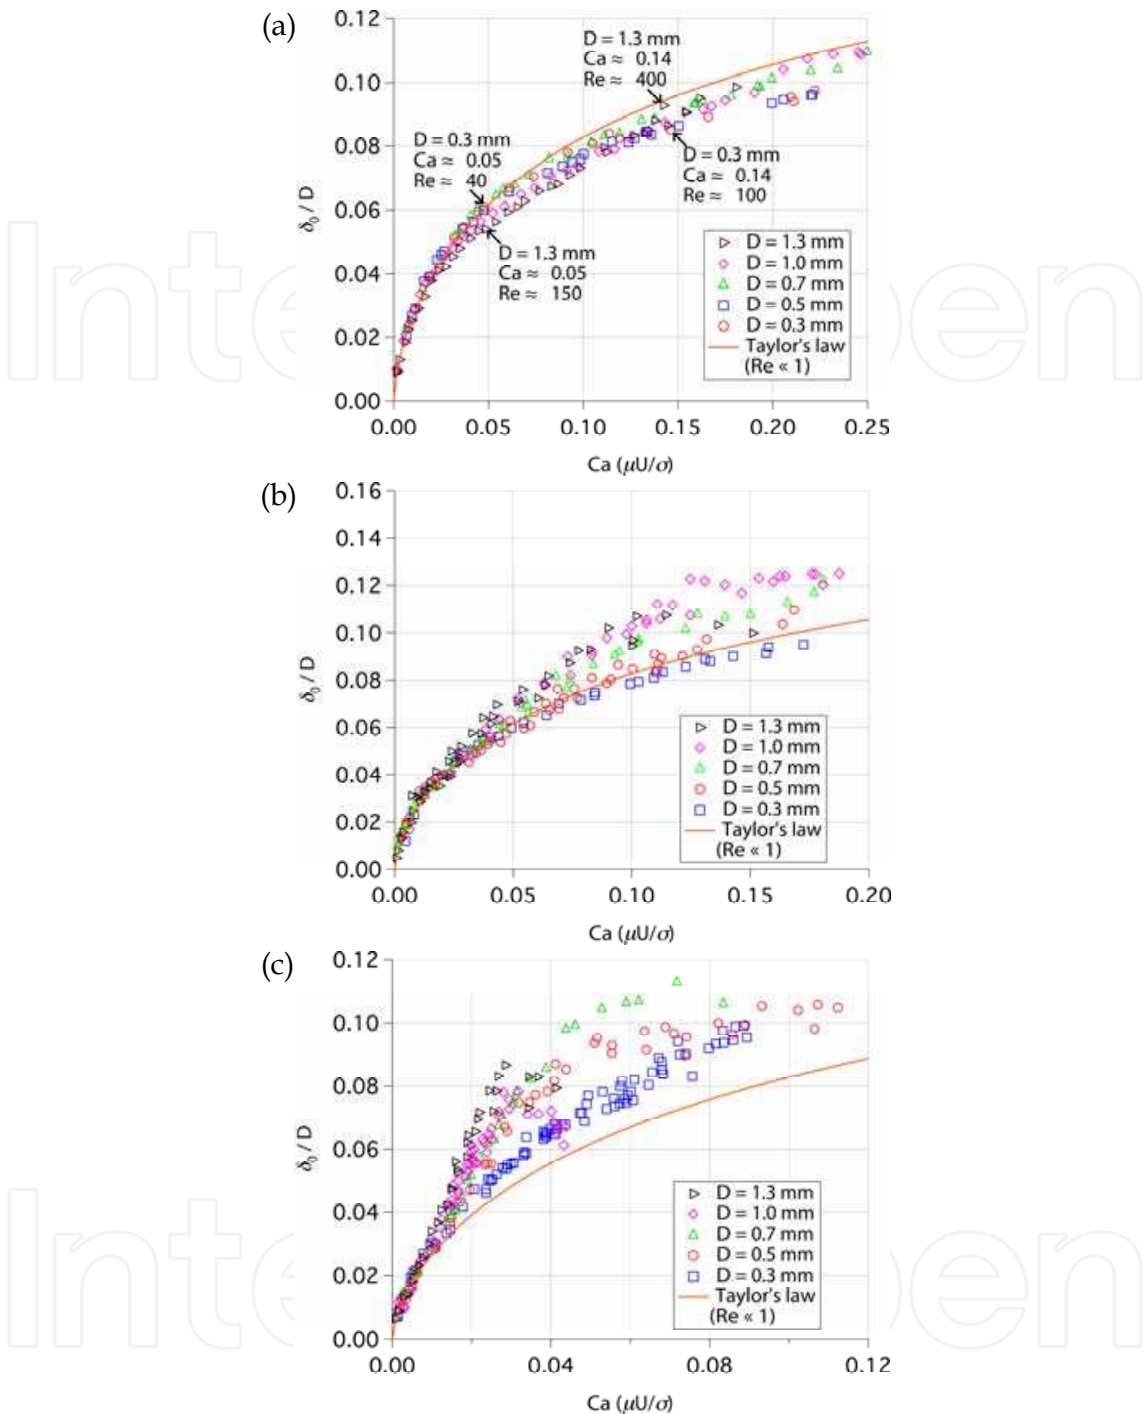 (a)
0.12
0.10
0.08
0.06
0.04
0.02
0.00
δ₀ / D
D = 1.3 mm
Ca ≈ 0.14
Re ≈ 400
D = 0.3 mm
Ca ≈ 0.05
Re ≈ 40
D = 0.3 mm
Ca ≈ 0.14
Re ≈ 100
D = 1.3 mm
Ca ≈ 0.05
Re ≈ 150
D = 1.3 mm
D = 1.0 mm
D = 0.7 mm
D = 0.5 mm
D = 0.3 mm
Taylor's law
(Re « 1)
0.00 0.05 0.10 0.15 0.20 0.25
Ca (μU/σ)
(b)
0.16
0.14
0.12
0.10
0.08
0.06
0.04
0.02
0.00
δ₀ / D
D = 1.3 mm
D = 1.0 mm
D = 0.7 mm
D = 0.5 mm
D = 0.3 mm
Taylor's law
(Re « 1)
0.00 0.05 0.10 0.15 0.20
Ca (μU/σ)
(c)
0.12
0.10
0.08
0.06
0.04
0.02
0.00
δ₀ / D
D = 1.3 mm
D = 1.0 mm
D = 0.7 mm
D = 0.5 mm
D = 0.3 mm
Taylor's law
(Re « 1)
0.00 0.04 0.08 0.12
Ca (μU/σ)